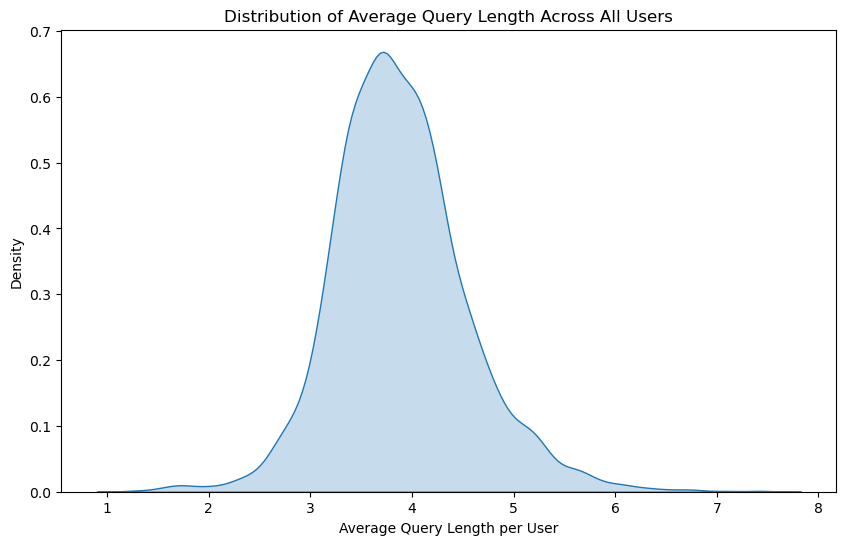 Distribution of Average Query Length Across All Users
Density
0.7
0.6
0.5
0.4
0.3
0.2
0.1
0.0
1 2 3 4 5 6 7 8
Average Query Length per User